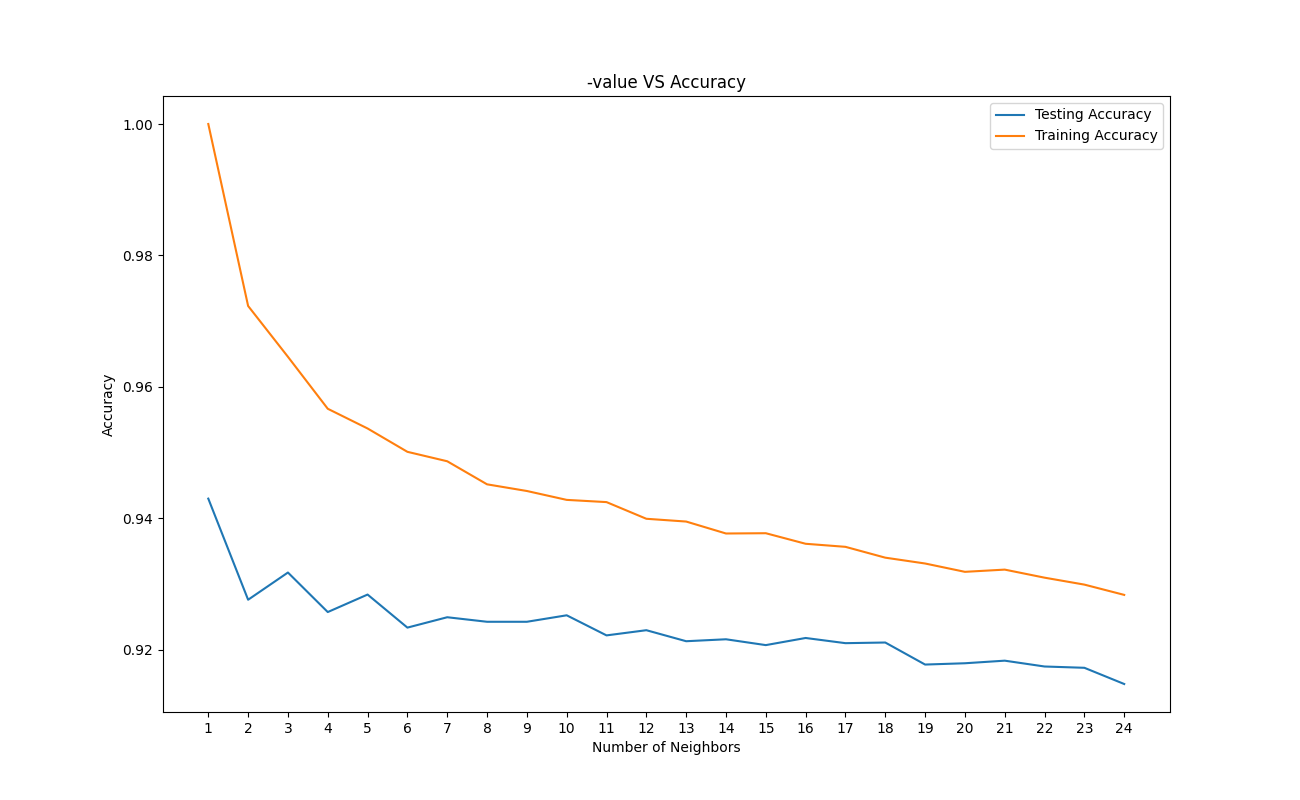 -value VS Accuracy
Testing Accuracy
Training Accuracy
1.00
0.98
0.96
0.94
0.92
Accuracy
1 2 3 4 5 6 7 8 9 10 11 12 13 14 15 16 17 18 19 20 21 22 23 24
Number of Neighbors